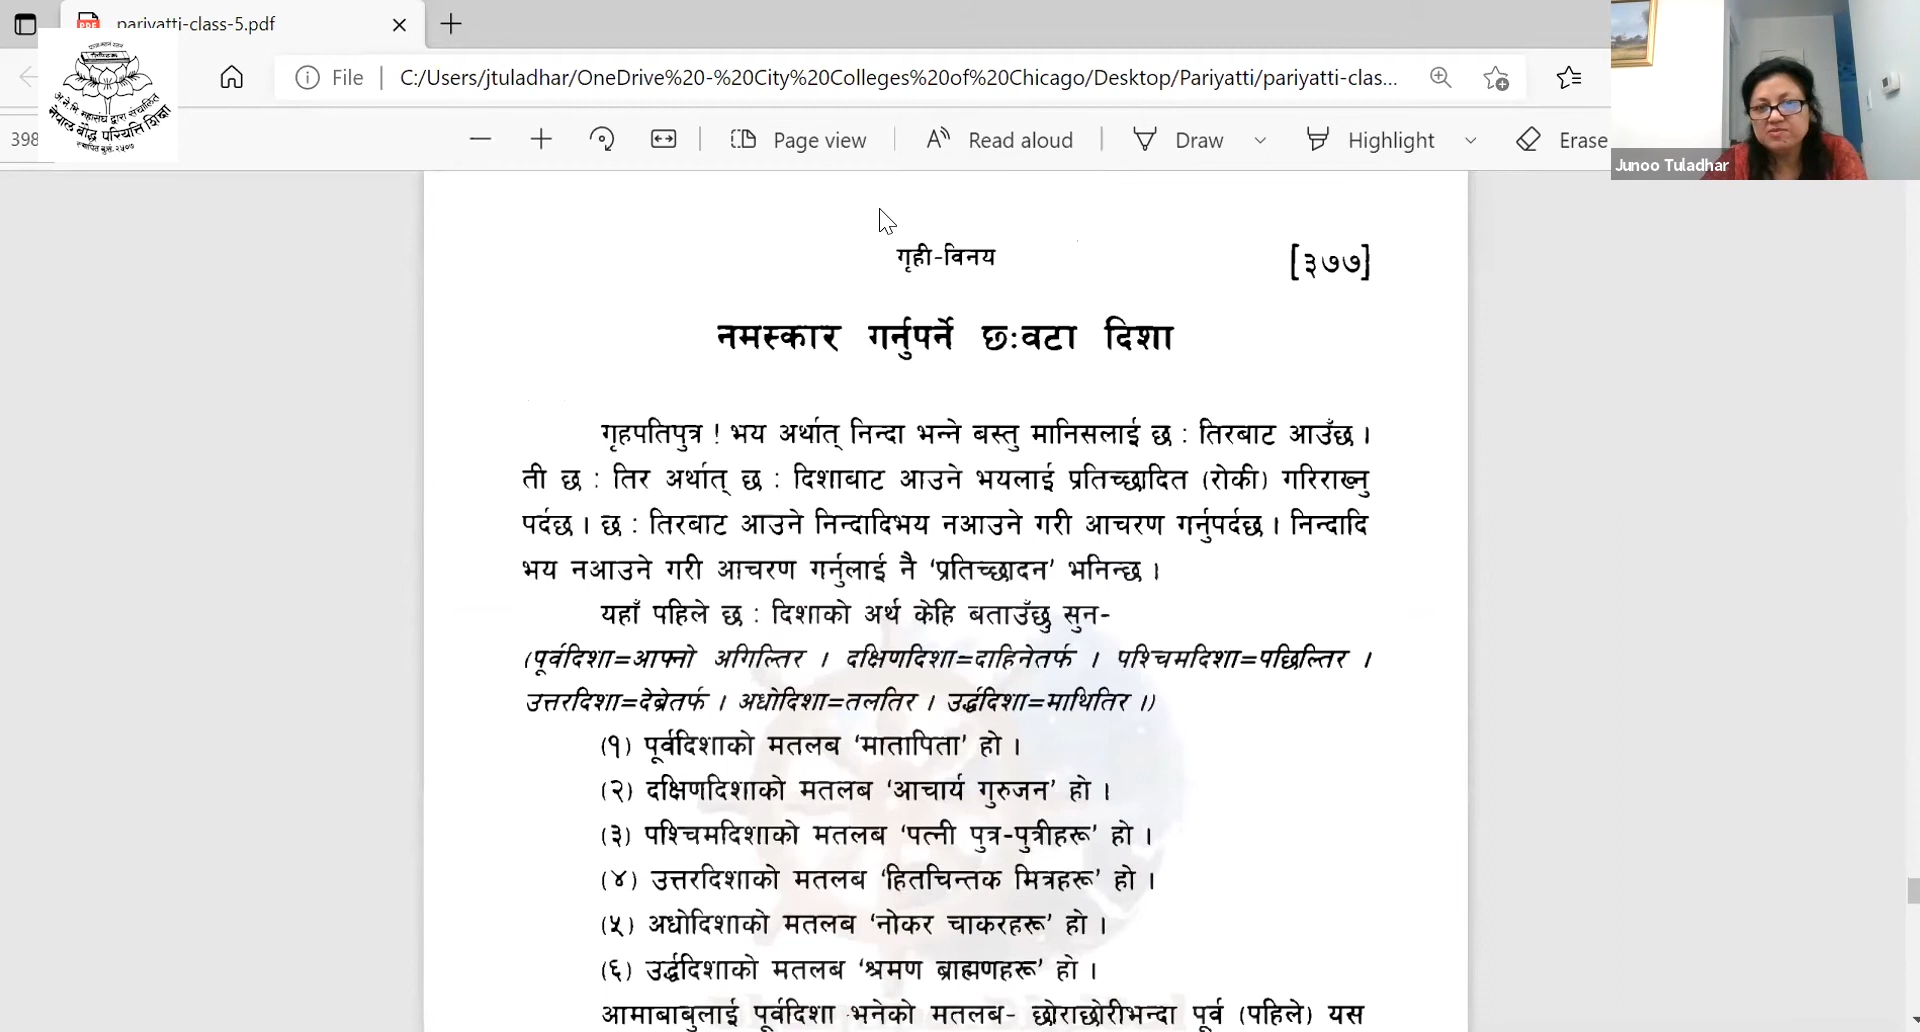 pariyatti-class-5.pdf
PDF
File
C:/Users/jtuladhar/OneDrive%20-%20City%20Colleges%20of%20Chicago/Desktop/Pariyatti/pariyatti-clas...
अ.ने.भि. महासंघ द्वारा संचालित
नेपाल बौद्ध परियत्ति शिक्षा
398
Page view
Read aloud
Draw
Highlight
Erase
Junoo Tuladhar
गृही-विनय [३७७]
नमस्कार गर्नुपर्ने छःवटा दिशा
गृहपतिपुत्र ! भय अर्थात् निन्दा भन्ने बस्तु मानिसलाई छ : तिरबाट आउँछ ।
ती छ : तिर अर्थात् छ : दिशाबाट आउने भयलाई प्रतिच्छादित (रोकी) गरिराख्नु
पर्दछ । छ : तिरबाट आउने निन्दादिभय नआउने गरी आचरण गर्नुपर्दछ । निन्दादि
भय नआउने गरी आचरण गर्नुलाई नै ‘प्रतिच्छादन’ भनिन्छ ।
यहाँ पहिले छ : दिशाको अर्थ केहि बताउँछु सुन-
(पूर्वदिशा=आफ्नो अगिल्तिर । दक्षिणदिशा=दाहिनेतर्फ । पश्चिमदिशा=पछिल्तिर ।
उत्तरदिशा=देब्रेतर्फ । अधोदिशा=तलतिर । उर्द्धदिशा=माथितिर ।)
(१) पूर्वदिशाको मतलब ‘मातापिता’ हो ।
(२) दक्षिणदिशाको मतलब ‘आचार्य गुरुजन’ हो ।
(३) पश्चिमदिशाको मतलब ‘पत्नी पुत्र-पुत्रीहरू’ हो ।
(४) उत्तरदिशाको मतलब ‘हितचिन्तक मित्रहरू’ हो ।
(५) अधोदिशाको मतलब ‘नोकर चाकरहरू’ हो ।
(६) उर्द्धदिशाको मतलब ‘श्रमण ब्राह्मणहरू’ हो ।
आमाबाबुलाई पूर्वदिशा भनेको मतलब- छोराछोरीभन्दा पूर्व (पहिले) यस